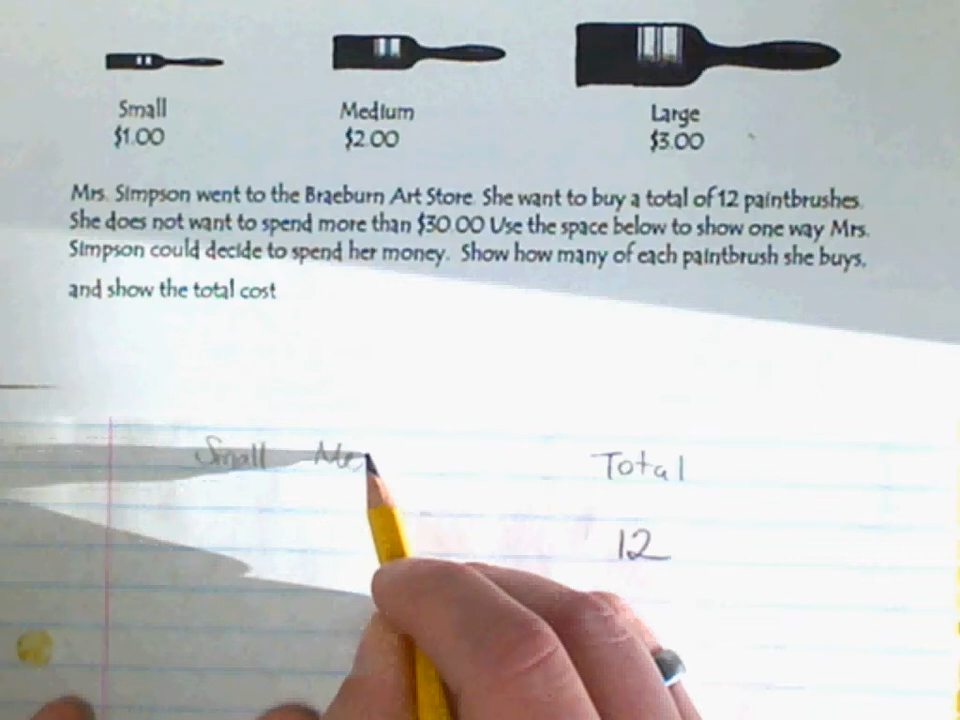 Small Medium Large
$1.00 $2.00 $3.00
Mrs. Simpson went to the Braeburn Art Store. She want to buy a total of 12 paintbrushes.
She does not want to spend more than $30.00 Use the space below to show one way Mrs.
Simpson could decide to spend her money. Show how many of each paintbrush she buys,
and show the total cost
Small Me Total
12